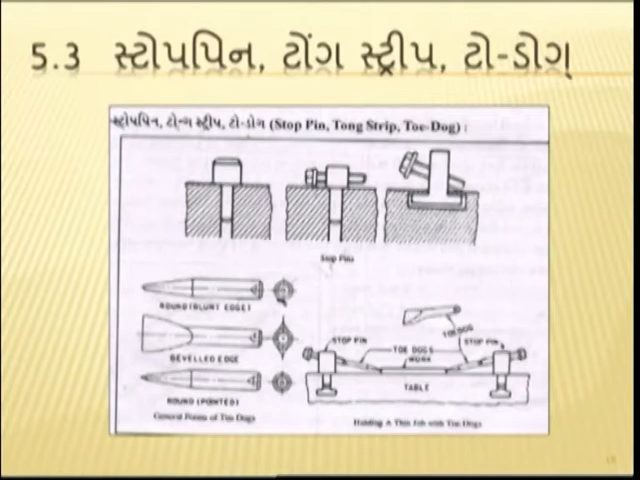 5.3 સ્ટોપપિન, ટોંગ સ્ટ્રીપ, ટો-ડોગ્
સ્ટોપપિન, ટોન્ગ સ્ટ્રીપ, ટો-ડોગ (Stop Pin, Tong Strip, Toe-Dog) :
Stop Pins
ROUND (BLUNT EDGE)
BEVELLED EDGE
ROUND (POINTED)
General Forms of Toe Dogs
TOE DOG
STOP PIN
TOE DOGS
STOP PIN
WORK
TABLE
Holding A Thin Job with Toe Dogs